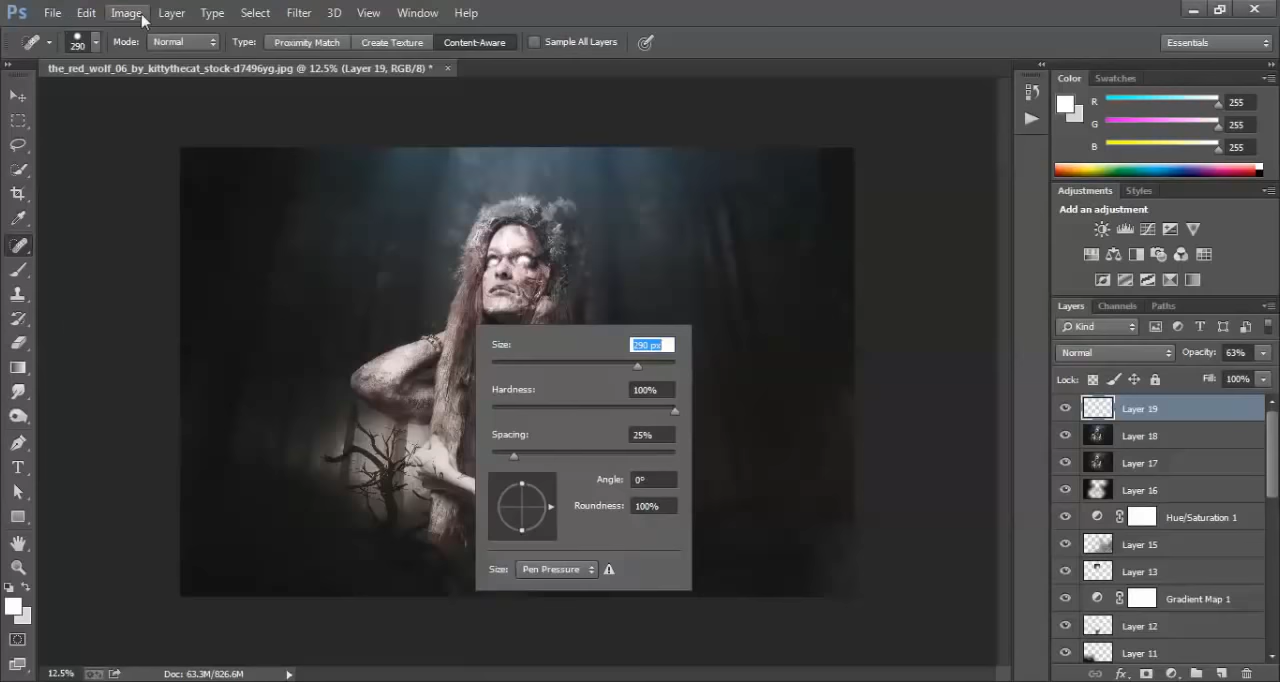 Ps File Edit Image Layer Type Select Filter 3D View Window Help
290 Mode: Normal Type: Proximity Match Create Texture Content-Aware Sample All Layers Essentials
the_red_wolf_06_by_kittythecat_stock-d7496yg.jpg @ 12.5% (Layer 19, RGB/8) * ×
Color Swatches
R 255
G 255
B 255
Adjustments Styles
Add an adjustment
Layers Channels Paths
Kind
Normal Opacity: 63%
Lock: Fill: 100%
Layer 19
Layer 18
Layer 17
Layer 16
Hue/Saturation 1
Layer 15
Layer 13
Gradient Map 1
Layer 12
Layer 11
Size: 290 px
Hardness: 100%
Spacing: 25%
Angle: 0º
Roundness: 100%
Size: Pen Pressure
12.5% Doc: 63.3M/826.6M